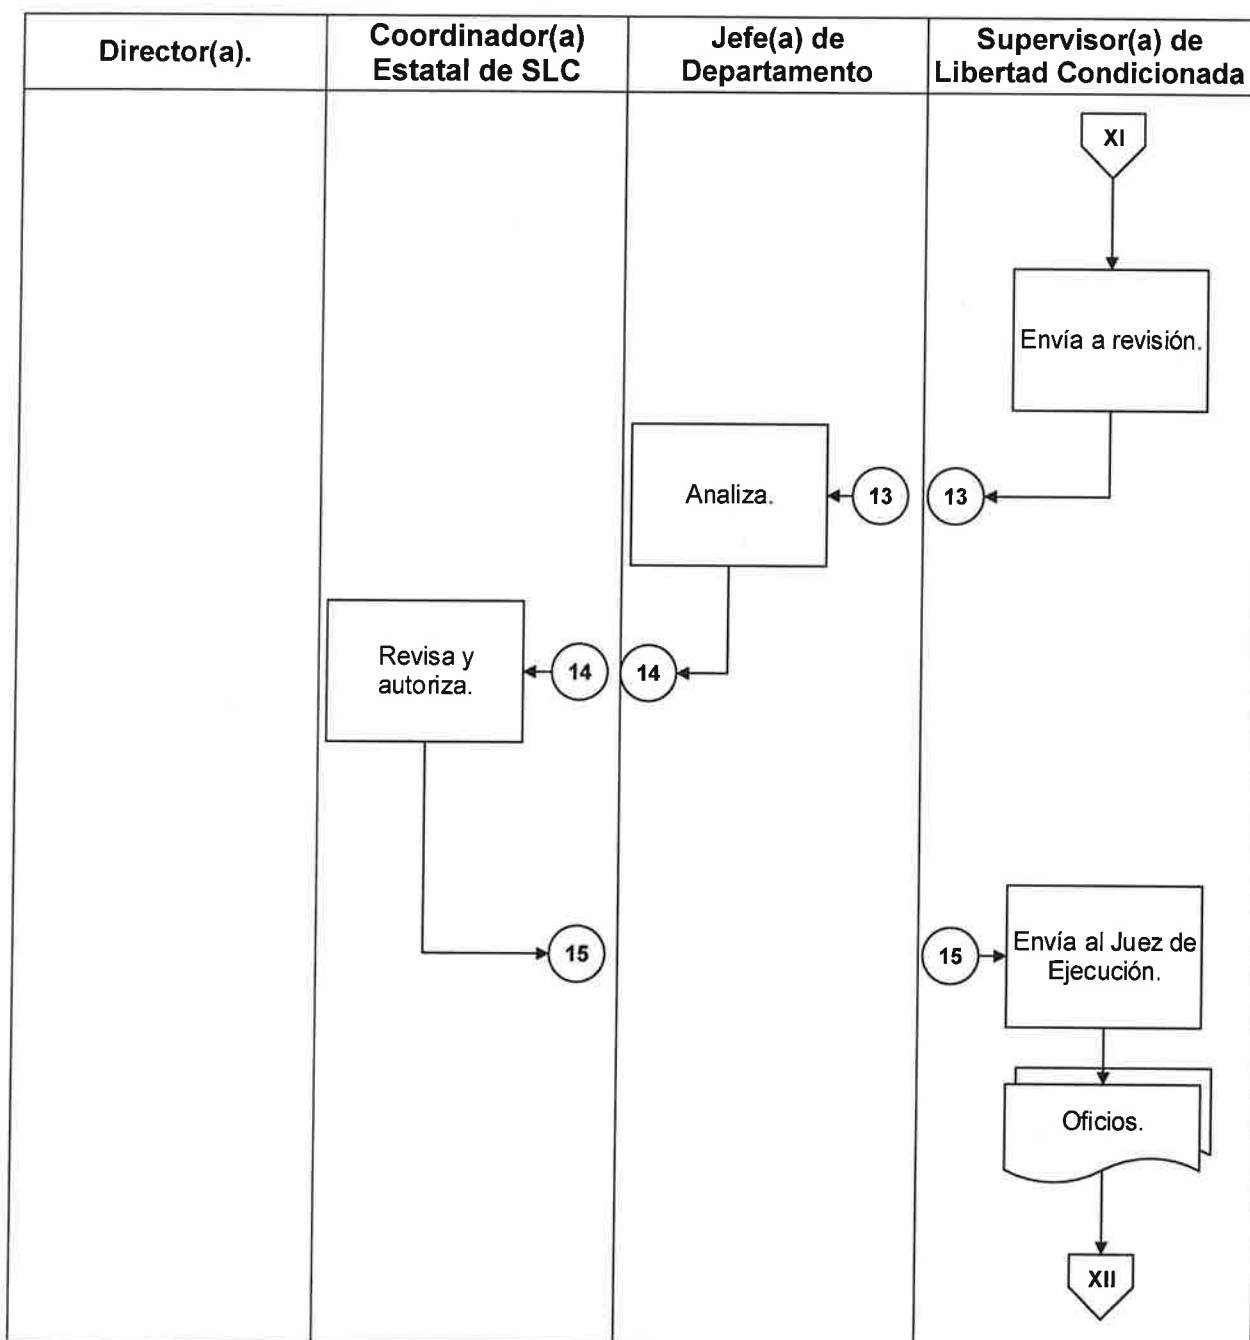 Director(a).
Coordinador(a)
Estatal de SLC
Jefe(a) de
Departamento
Supervisor(a) de
Libertad Condicionada
XI
Envía a revisión.
Analiza.
13
13
Revisa y
autoriza.
14
14
15
15
Envía al Juez de
Ejecución.
Oficios.
XII